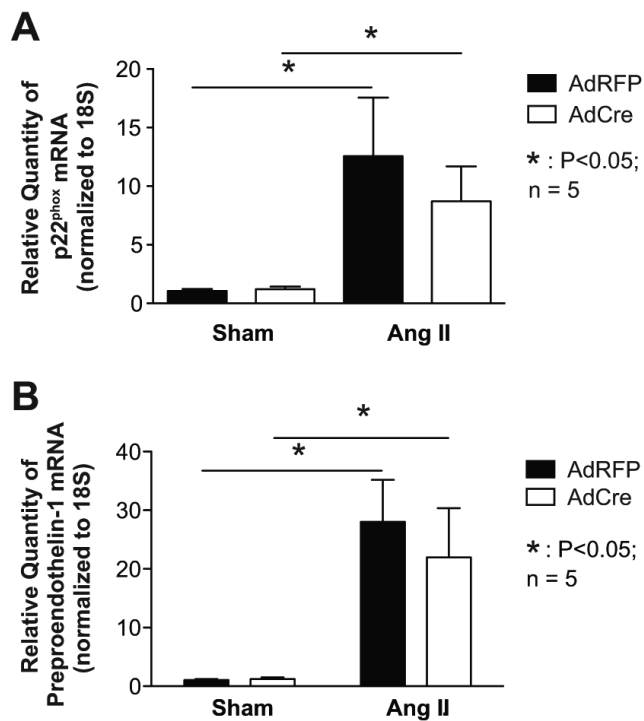 A
*
*
20
15
10
5
0
Relative Quantity of
p22ᵖʰᵒˣ mRNA
(normalized to 18S)
AdRFP
AdCre
* : P<0.05;
n = 5
Sham Ang II
B
*
*
40
30
20
10
0
Relative Quantity of
Preproendothelin-1 mRNA
(normalized to 18S)
AdRFP
AdCre
* : P<0.05;
n = 5
Sham Ang II